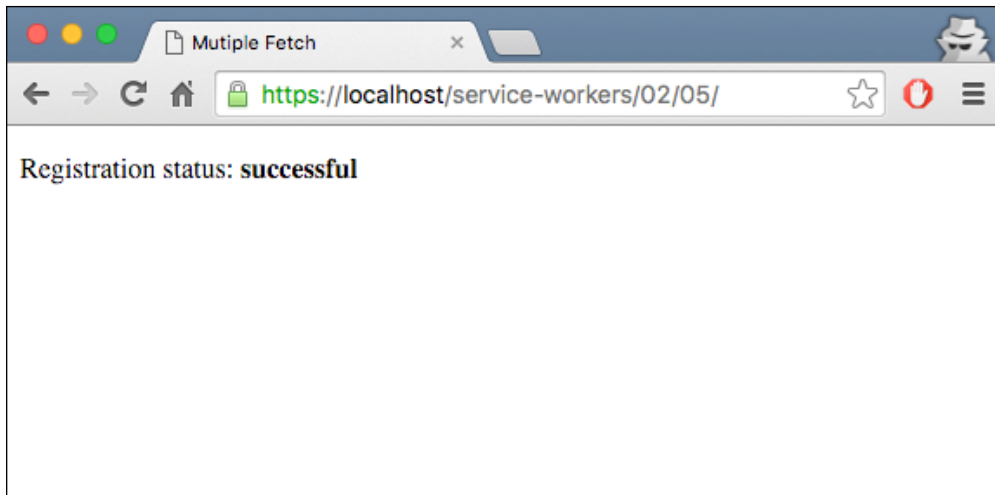 Mutiple Fetch
https://localhost/service-workers/02/05/
Registration status: successful